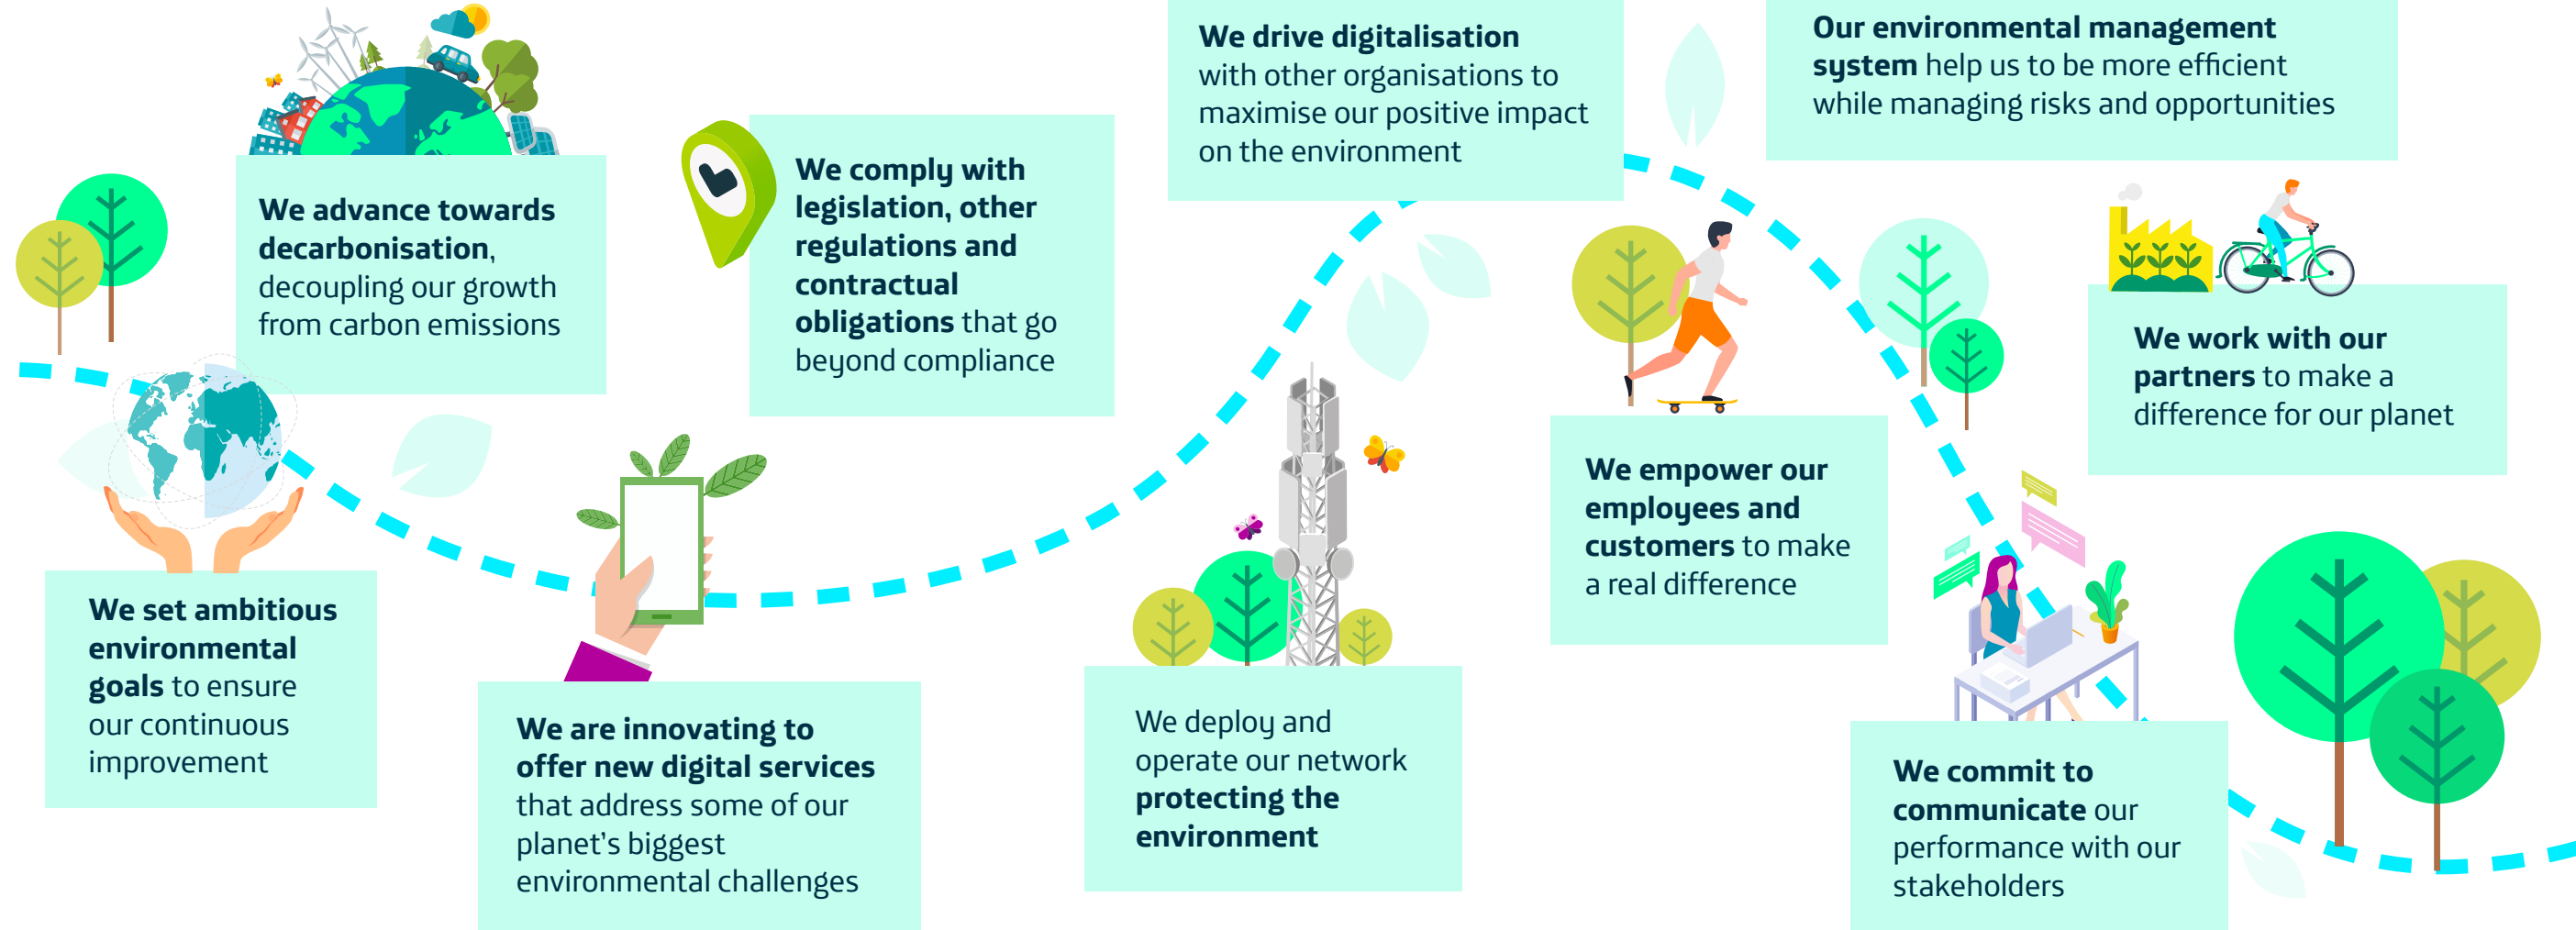 We advance towards
decarbonisation,
decoupling our growth
from carbon emissions
We set ambitious
environmental
goals to ensure
our continuous
improvement
We comply with
legislation, other
regulations and
contractual
obligations that go
beyond compliance
We are innovating to
offer new digital services
that address some of our
planet's biggest
environmental challenges
We drive digitalisation
with other organisations to
maximise our positive impact
on the environment
We deploy and
operate our network
protecting the
environment
We empower our
employees and
customers to make
a real difference
Our environmental management
system help us to be more efficient
while managing risks and opportunities
We work with our
partners to make a
difference for our planet
We commit to
communicate our
performance with our
stakeholders